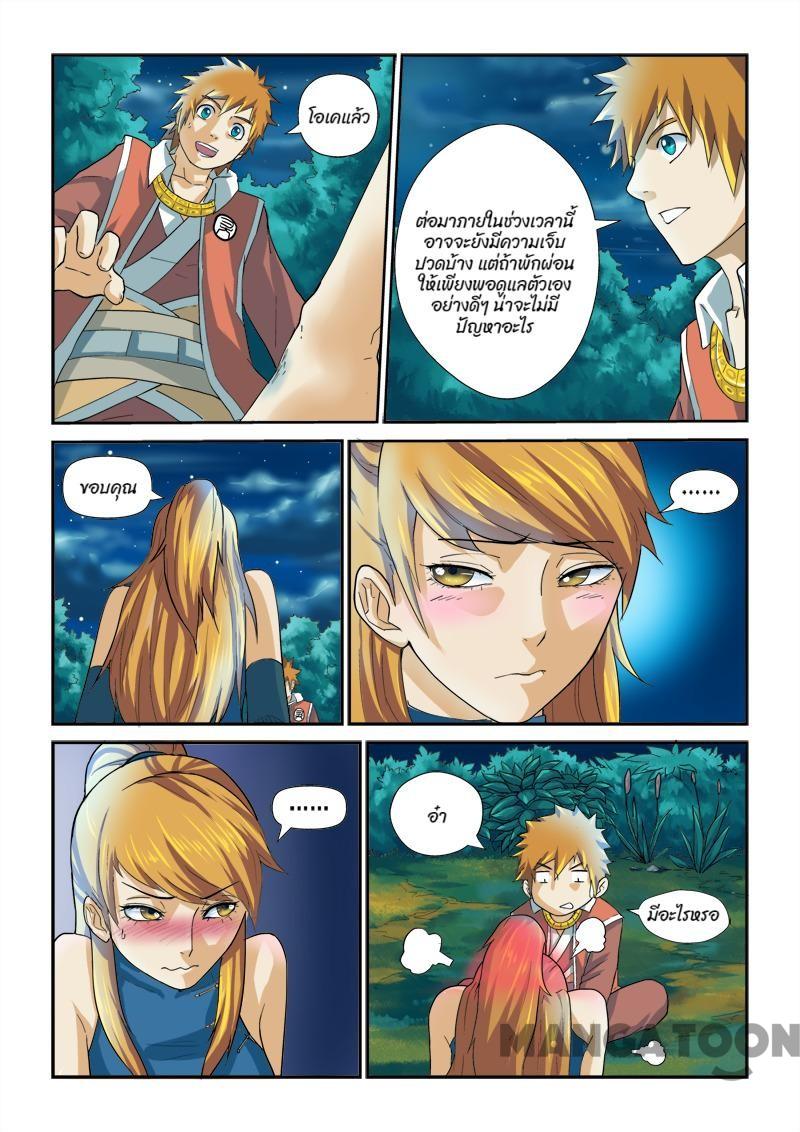 โอเคแล้ว
ต่อมาภายในช่วงเวลานี้
อาจจะยังมีความเจ็บ
ปวดบ้าง แต่ถ้าพักผ่อน
ให้เพียงพอดูแลตัวเอง
อย่างดีๆ น่าจะไม่มี
ปัญหาอะไร
ขอบคุณ
......
......
อ๋า
มีอะไรหรอ
MANGATOON